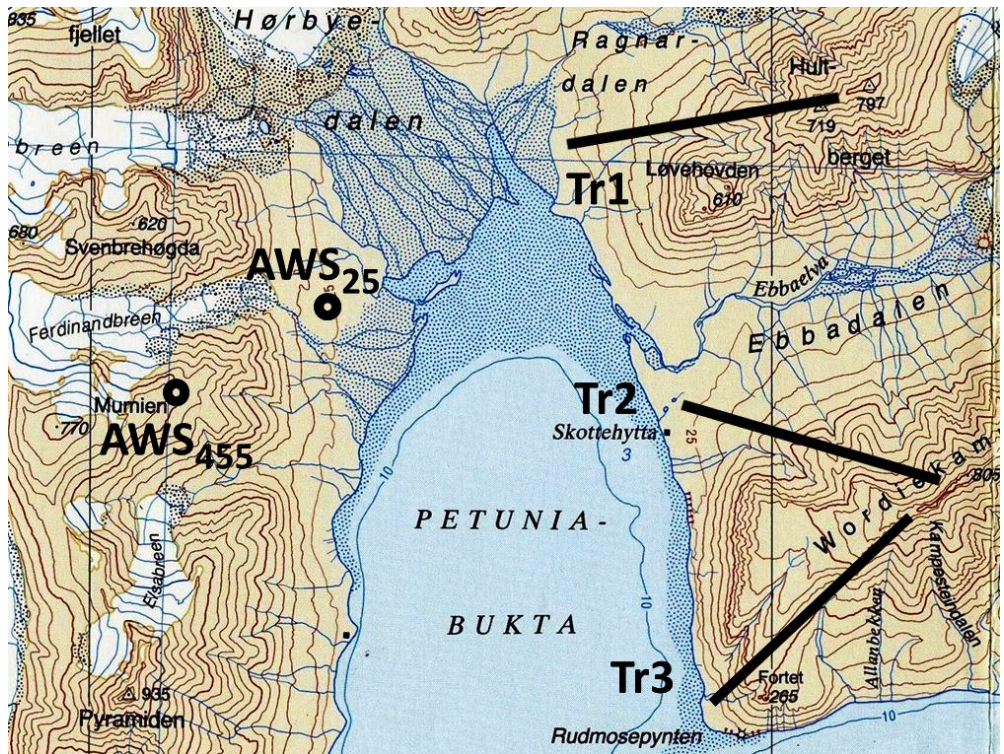 835
fjellet
Hørbye-
dalen
Ragnar-
dalen
Hult-
797
719
berget
breen
Løvehovden
610
Tr1
620
680
Svenbrehøgda
AWS25
Ferdinandbreen
Ebbaelva
Ebbadalen
Mumien
770
AWS455
Tr2
Skottehytta
25
3
10
805
Wordiekam-
PETUNIA-
BUKTA
Elsabreen
Kampesteindalen
Allanbekken
10
Tr3
Fortet
265
935
Pyramiden
Rudmosepynten
10